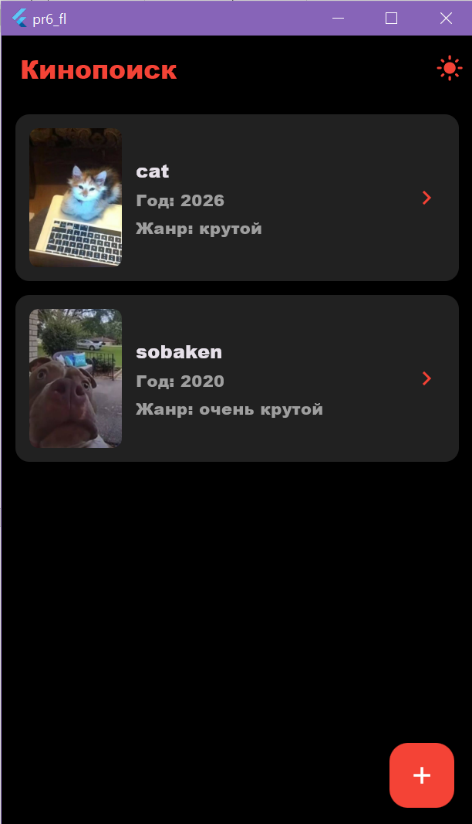 pr6_fl
Кинопоиск
cat
Год: 2026
Жанр: крутой
sobaken
Год: 2020
Жанр: очень крутой
+